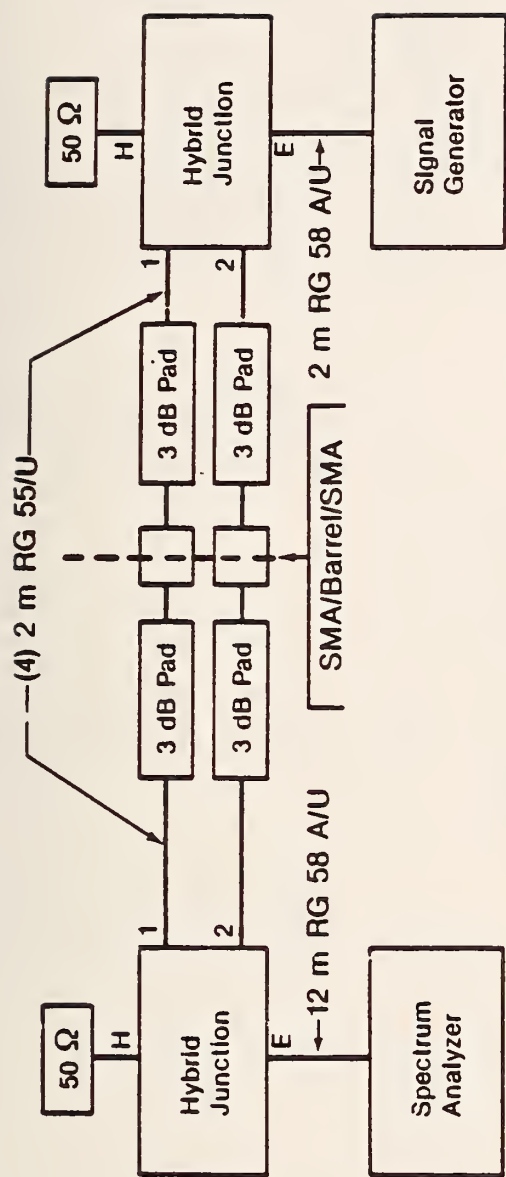 (4) 2 m RG 55/U
50 Ω
H
Hybrid
Junction
1
2
E
3 dB Pad
3 dB Pad
3 dB Pad
3 dB Pad
1
2
50 Ω
H
Hybrid
Junction
E
12 m RG 58 A/U
SMA/Barrel/SMA
2 m RG 58 A/U
Spectrum
Analyzer
Signal
Generator